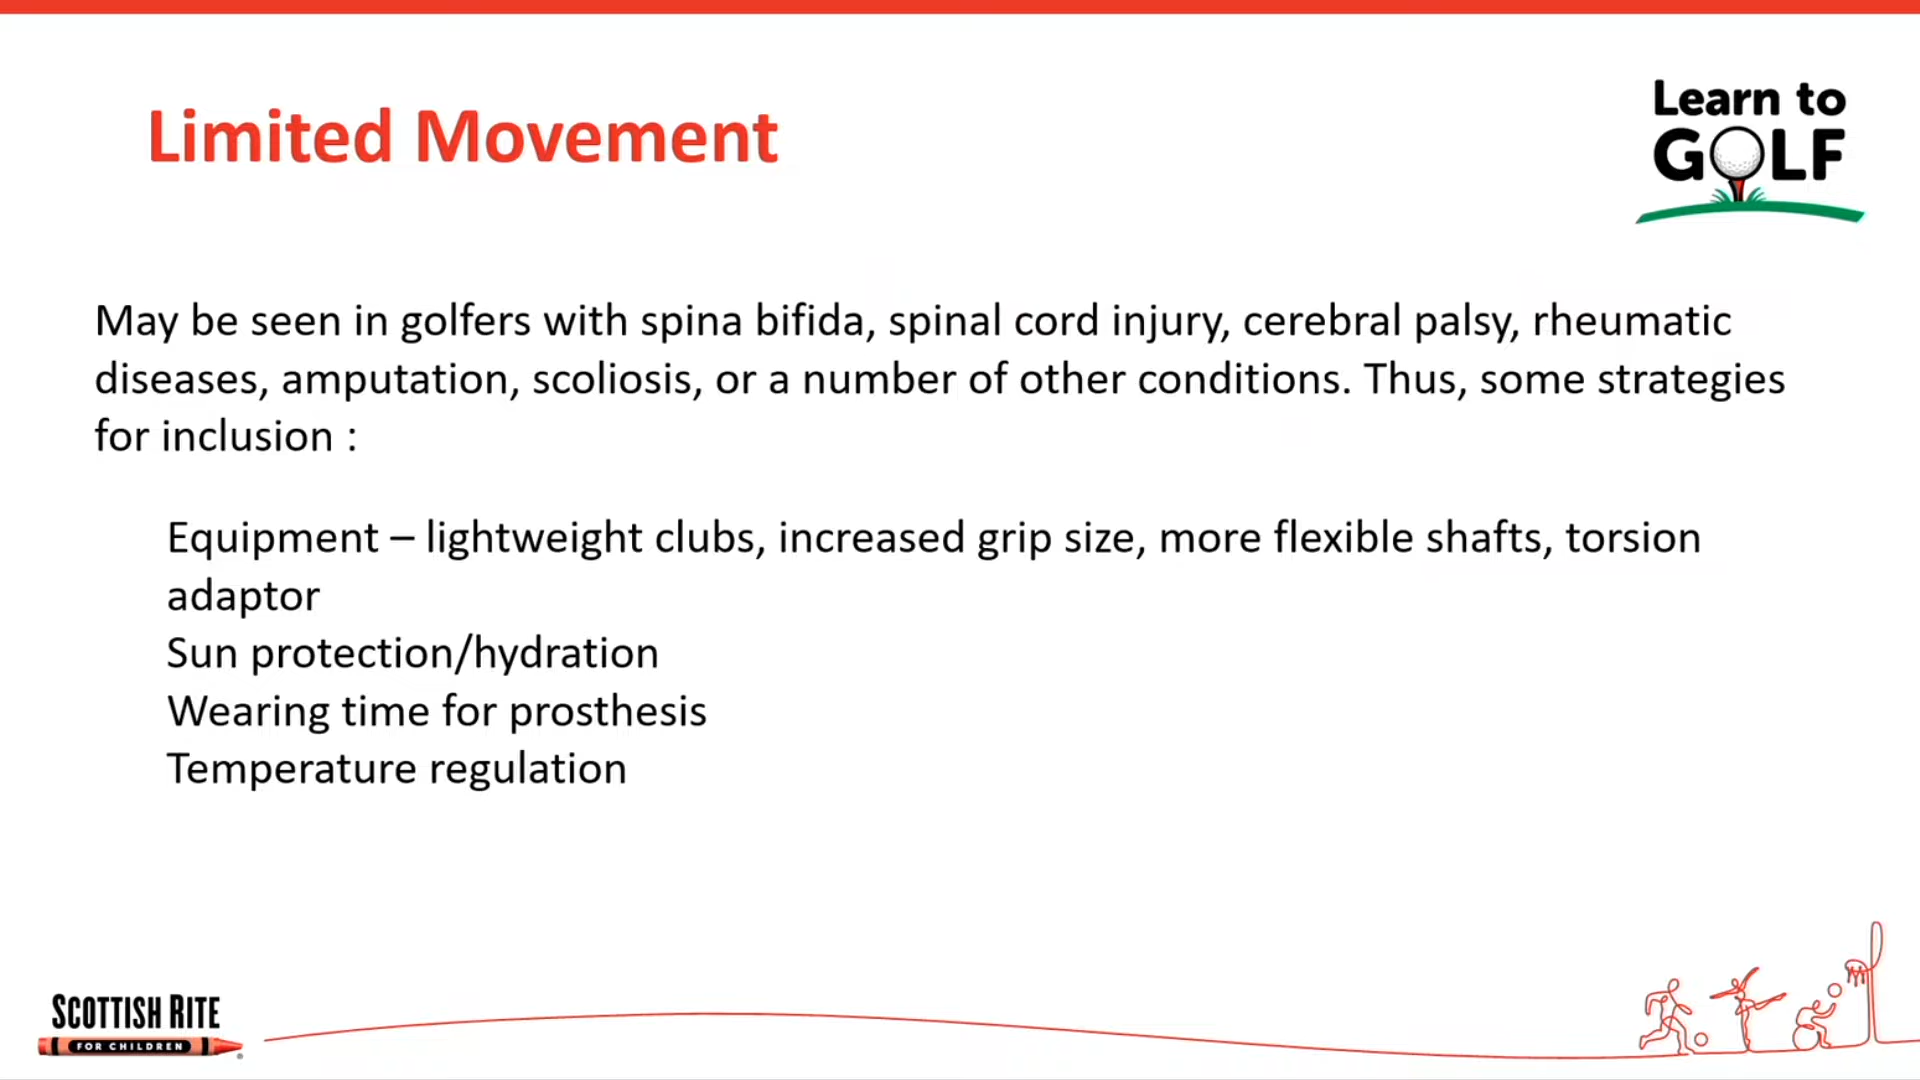 Limited Movement
Learn to
GOLF
May be seen in golfers with spina bifida, spinal cord injury, cerebral palsy, rheumatic
diseases, amputation, scoliosis, or a number of other conditions. Thus, some strategies
for inclusion :
Equipment – lightweight clubs, increased grip size, more flexible shafts, torsion
adaptor
Sun protection/hydration
Wearing time for prosthesis
Temperature regulation
SCOTTISH RITE
FOR CHILDREN
®